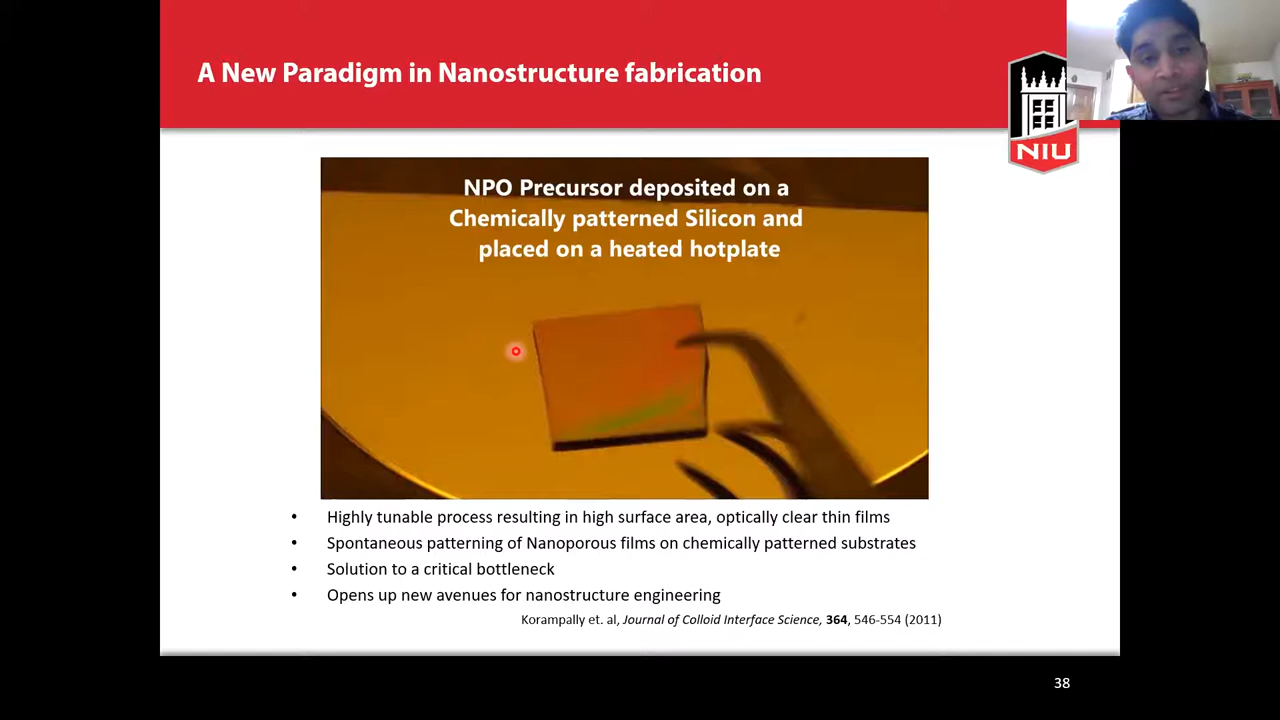 A New Paradigm in Nanostructure fabrication
NIU
NPO Precursor deposited on a
Chemically patterned Silicon and
placed on a heated hotplate
• Highly tunable process resulting in high surface area, optically clear thin films
• Spontaneous patterning of Nanoporous films on chemically patterned substrates
• Solution to a critical bottleneck
• Opens up new avenues for nanostructure engineering
Korampally et. al, Journal of Colloid Interface Science, 364, 546-554 (2011)
38